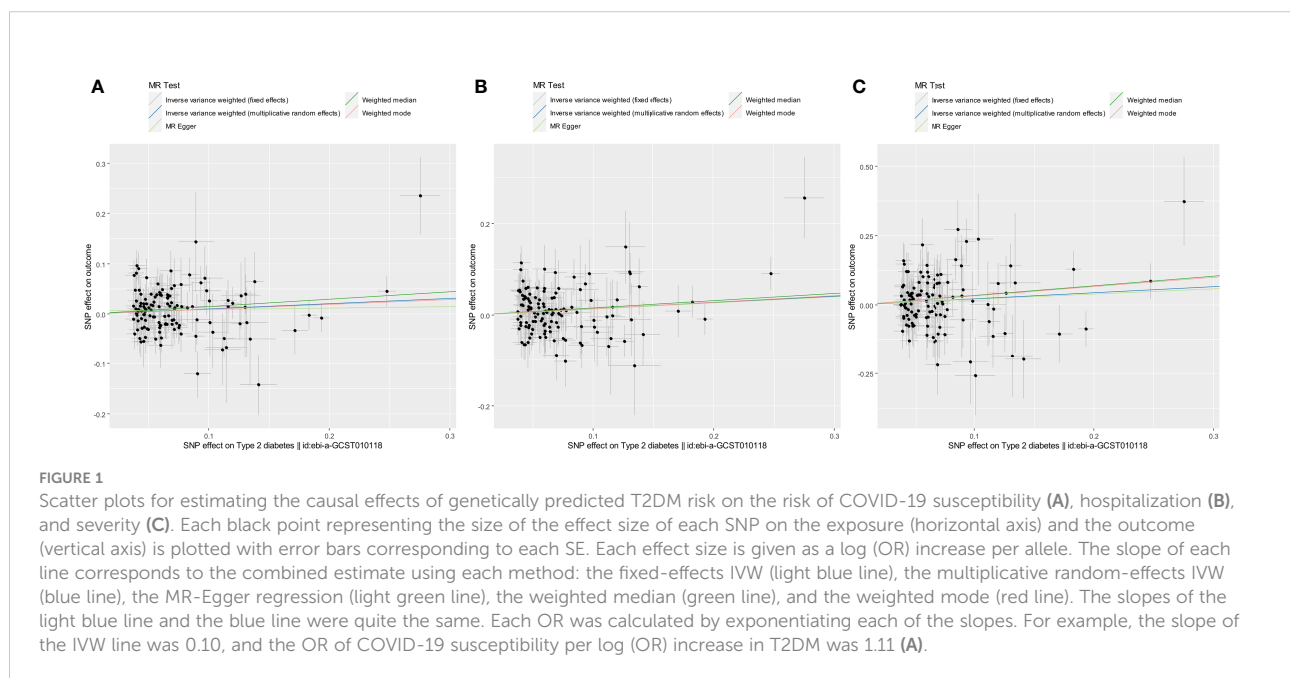 A
MR Test
Inverse variance weighted (fixed effects)
Weighted median
Inverse variance weighted (multiplicative random effects)
Weighted mode
MR Egger
SNP effect on outcome
0.3
0.2
0.1
0.0
-0.1
-0.2
0.1
0.2
0.3
SNP effect on Type 2 diabetes || id:ebi-a-GCST010118
B
MR Test
Inverse variance weighted (fixed effects)
Weighted median
Inverse variance weighted (multiplicative random effects)
Weighted mode
MR Egger
SNP effect on outcome
0.2
0.0
-0.2
0.1
0.2
0.3
SNP effect on Type 2 diabetes || id:ebi-a-GCST010118
C
MR Test
Inverse variance weighted (fixed effects)
Weighted median
Inverse variance weighted (multiplicative random effects)
Weighted mode
MR Egger
SNP effect on outcome
0.50
0.25
0.00
-0.25
0.1
0.2
0.3
SNP effect on Type 2 diabetes || id:ebi-a-GCST010118
FIGURE 1
Scatter plots for estimating the causal effects of genetically predicted T2DM risk on the risk of COVID-19 susceptibility (A), hospitalization (B),
and severity (C). Each black point representing the size of the effect size of each SNP on the exposure (horizontal axis) and the outcome
(vertical axis) is plotted with error bars corresponding to each SE. Each effect size is given as a log (OR) increase per allele. The slope of each
line corresponds to the combined estimate using each method: the fixed-effects IVW (light blue line), the multiplicative random-effects IVW
(blue line), the MR-Egger regression (light green line), the weighted median (green line), and the weighted mode (red line). The slopes of the
light blue line and the blue line were quite the same. Each OR was calculated by exponentiating each of the slopes. For example, the slope of
the IVW line was 0.10, and the OR of COVID-19 susceptibility per log (OR) increase in T2DM was 1.11 (A).